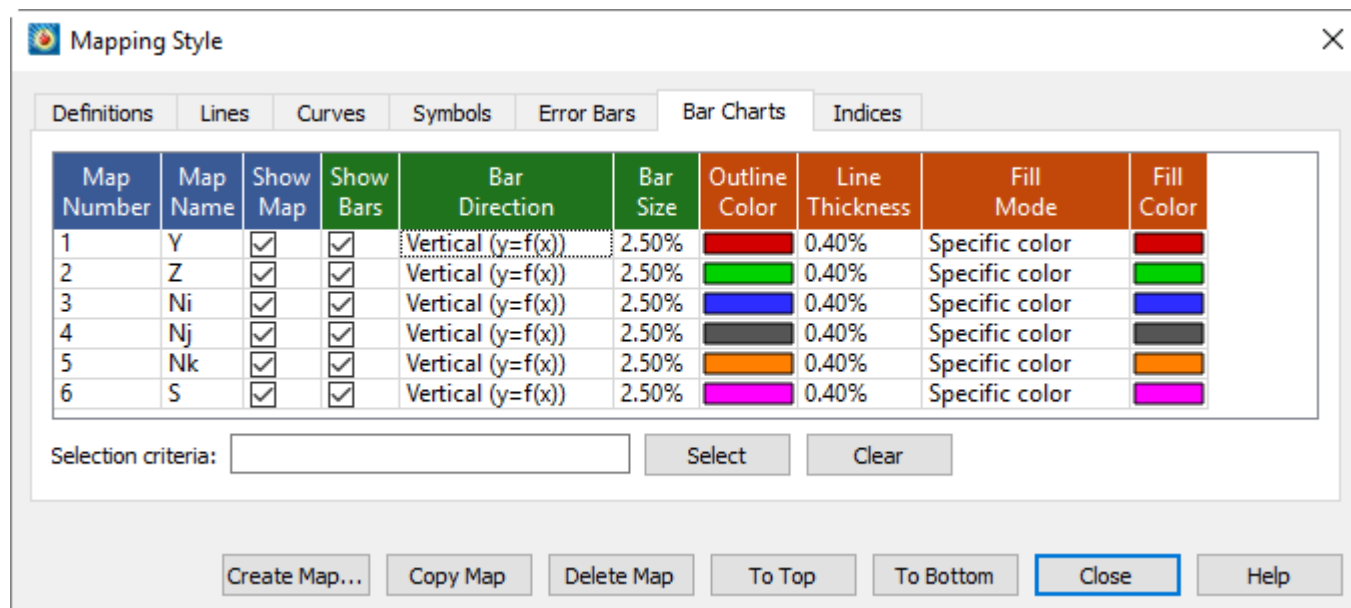 Mapping Style
Definitions Lines Curves Symbols Error Bars Bar Charts Indices
Map Number Map Name Show Map Show Bars Bar Direction Bar Size Outline Color Line Thickness Fill Mode Fill Color
1 Y Vertical (y=f(x)) 2.50% 0.40% Specific color
2 Z Vertical (y=f(x)) 2.50% 0.40% Specific color
3 Ni Vertical (y=f(x)) 2.50% 0.40% Specific color
4 Nj Vertical (y=f(x)) 2.50% 0.40% Specific color
5 Nk Vertical (y=f(x)) 2.50% 0.40% Specific color
6 S Vertical (y=f(x)) 2.50% 0.40% Specific color
Selection criteria: Select Clear
Create Map... Copy Map Delete Map To Top To Bottom Close Help